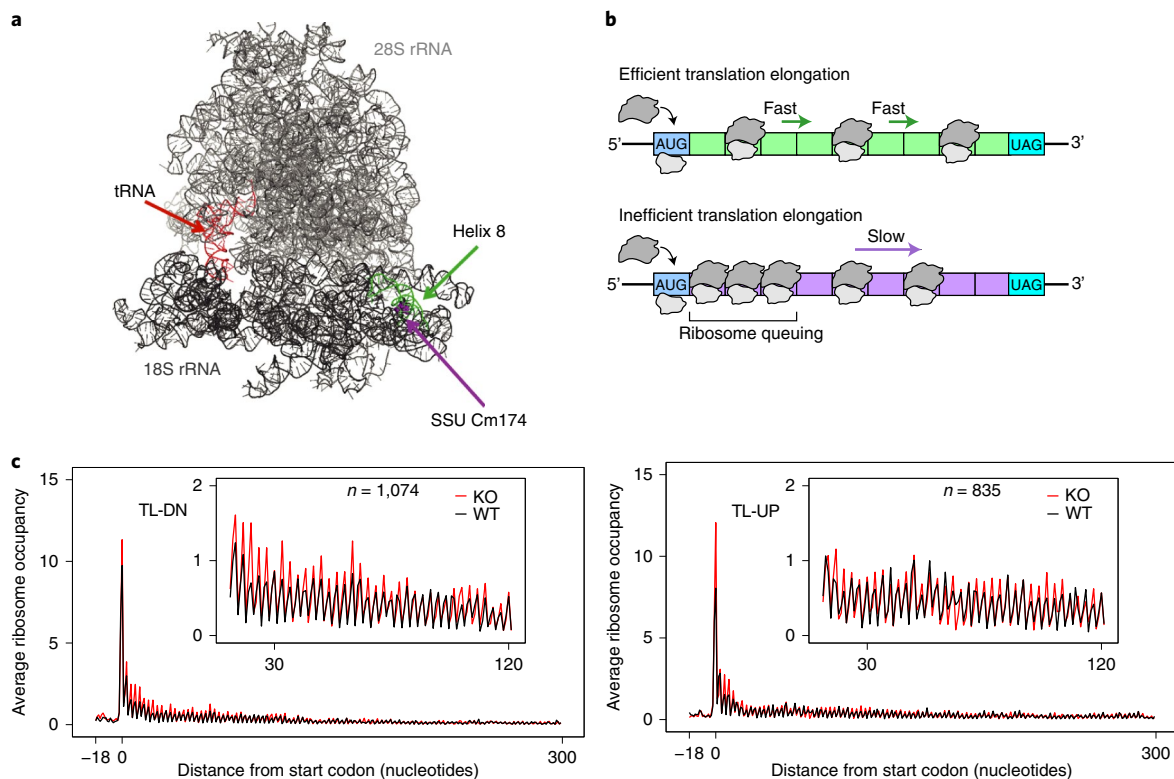 a
28S rRNA
tRNA
Helix 8
18S rRNA
SSU Cm174
b
Efficient translation elongation
Fast Fast
5' AUG UAG 3'
Inefficient translation elongation
Slow
5' AUG UAG 3'
Ribosome queuing
c
Average ribosome occupancy
15
10
5
0
TL-DN
n = 1,074
KO
WT
2
1
0
30 120
–18 0 300
Distance from start codon (nucleotides)
Average ribosome occupancy
15
10
5
0
TL-UP
n = 835
KO
WT
2
1
0
30 120
–18 0 300
Distance from start codon (nucleotides)